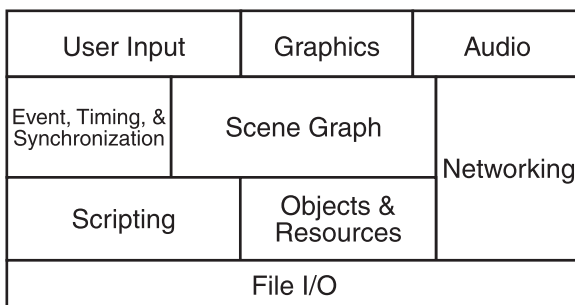 User Input
Graphics
Audio
Event, Timing, &
Synchronization
Scene Graph
Networking
Scripting
Objects &
Resources
File I/O